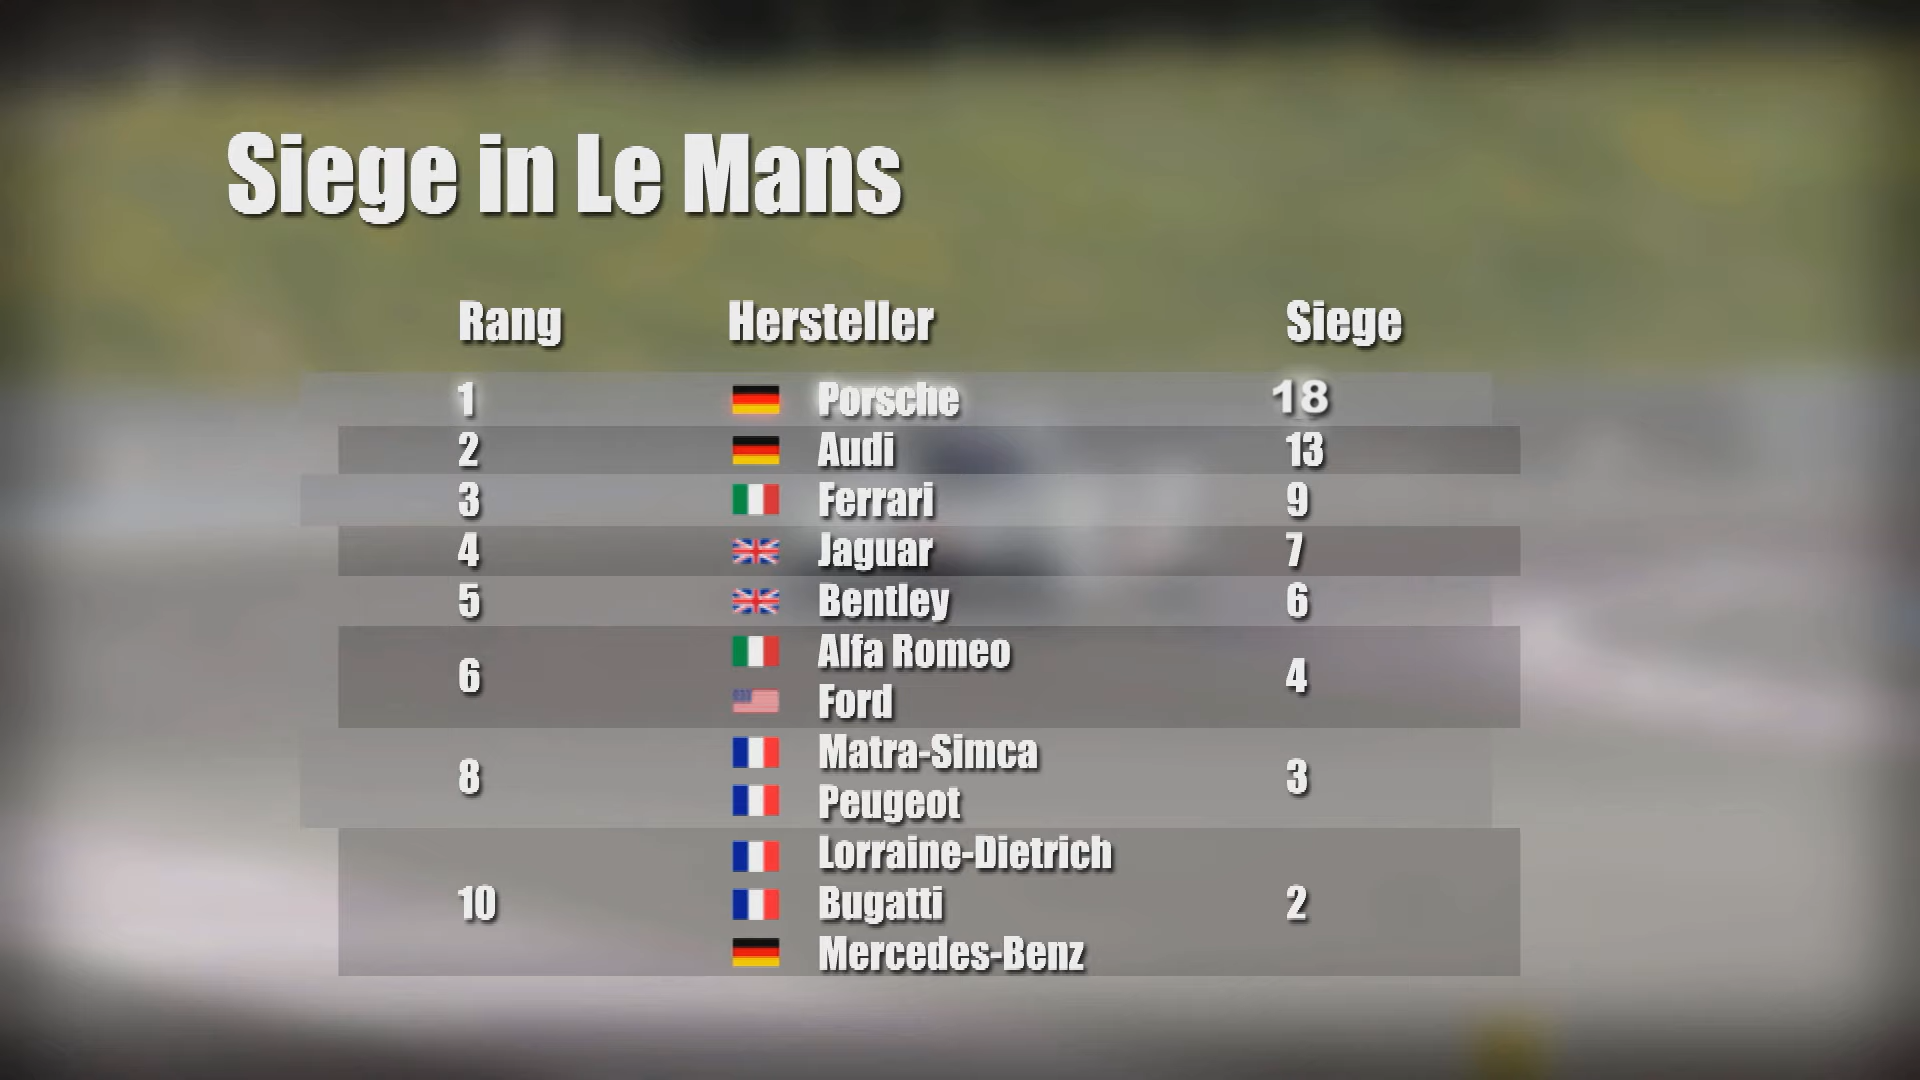 Siege in Le Mans
Rang Hersteller Siege
1 Porsche 18
2 Audi 13
3 Ferrari 9
4 Jaguar 7
5 Bentley 6
6 Alfa Romeo 4
Ford
8 Matra-Simca 3
Peugeot
Lorraine-Dietrich
10 Bugatti 2
Mercedes-Benz